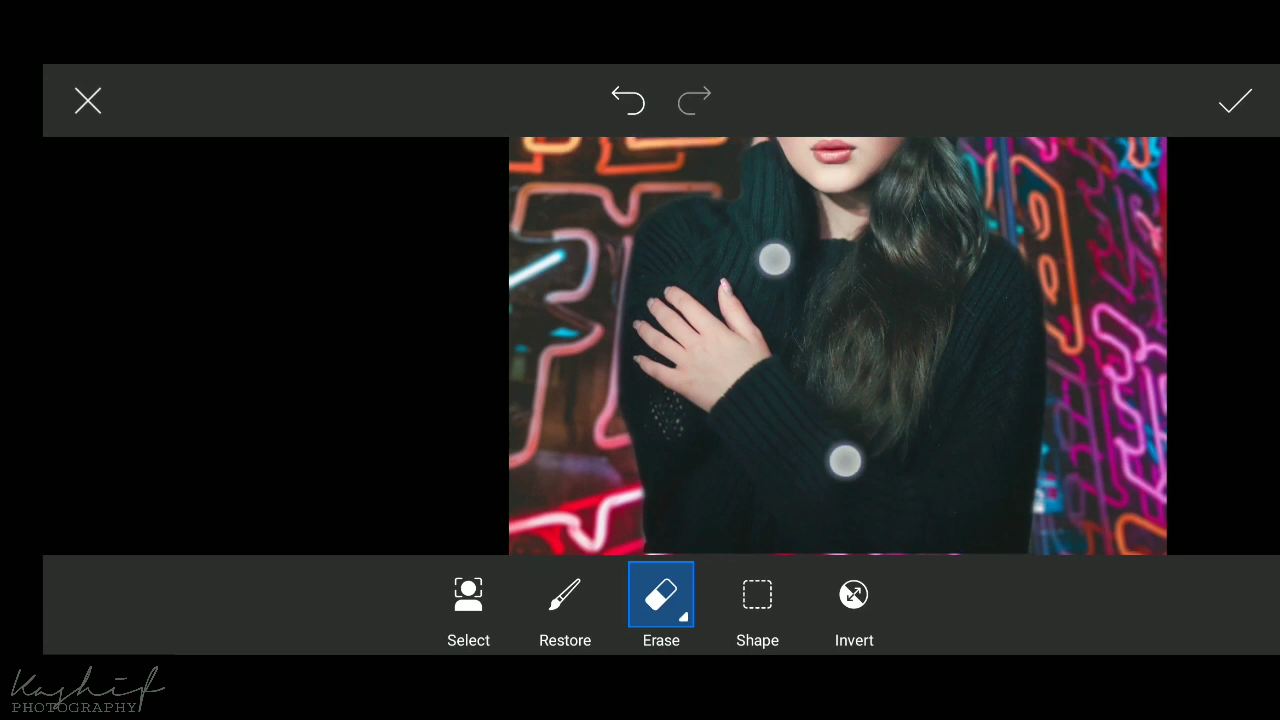 Select
Restore
Erase
Shape
Invert
Kashif
PHOTOGRAPHY